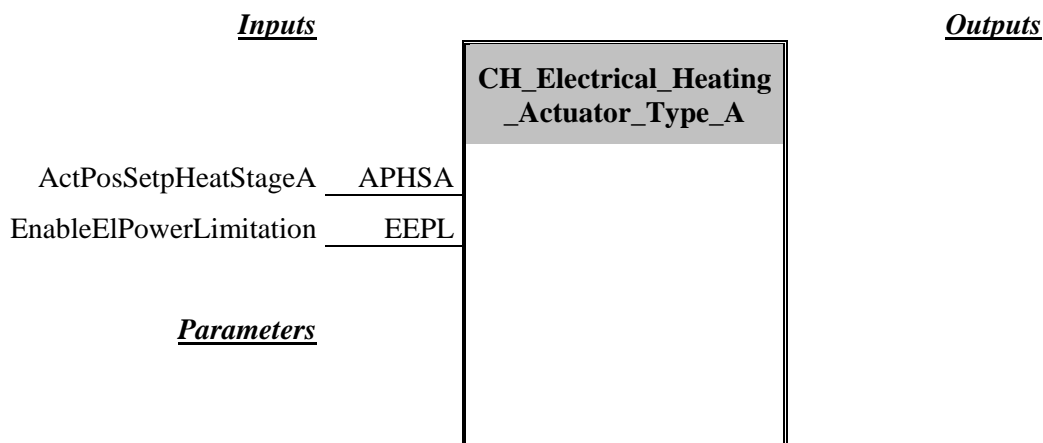 Inputs
Outputs
CH_Electrical_Heating
_Actuator_Type_A
ActPosSetpHeatStageA APHSA
EnableElPowerLimitation EEPL
Parameters